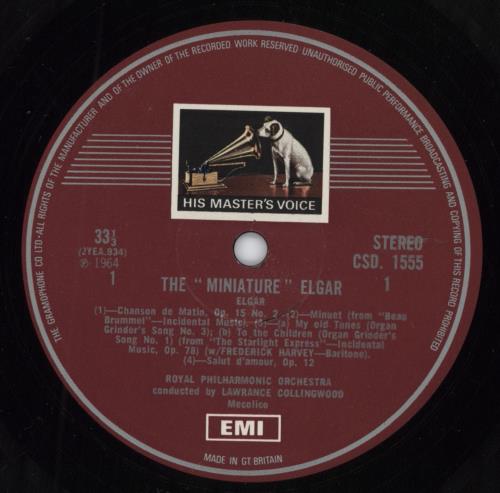 THE GRAMOPHONE CO LTD·ALL RIGHTS OF THE MANUFACTURER AND OF THE OWNER OF THE RECORDED WORK RESERVED UNAUTHORISED PUBLIC PERFORMANCE BROADCASTING AND COPYING OF THIS RECORD PROHIBITED
HIS MASTER'S VOICE
33⅓
(2YEA.934)
℗ 1964
1
STEREO
CSD. 1555
1
THE "MINIATURE" ELGAR
ELGAR
(1)—Chanson de Matin, Op. 15 No. 2 (2)—Minuet (from "Beau
Brummel"—Incidental Music). (3)—(a) My old Tunes (Organ
Grinder's Song No. 3); (b) To the Children (Organ Grinder's
Song No. 1) (from "The Starlight Express"—Incidental
Music, Op. 78) (w/FREDERICK HARVEY—Baritone).
(4)—Salut d'amour, Op. 12
ROYAL PHILHARMONIC ORCHESTRA
conducted by LAWRANCE COLLINGWOOD
Mecolico
EMI
MADE IN GT. BRITAIN